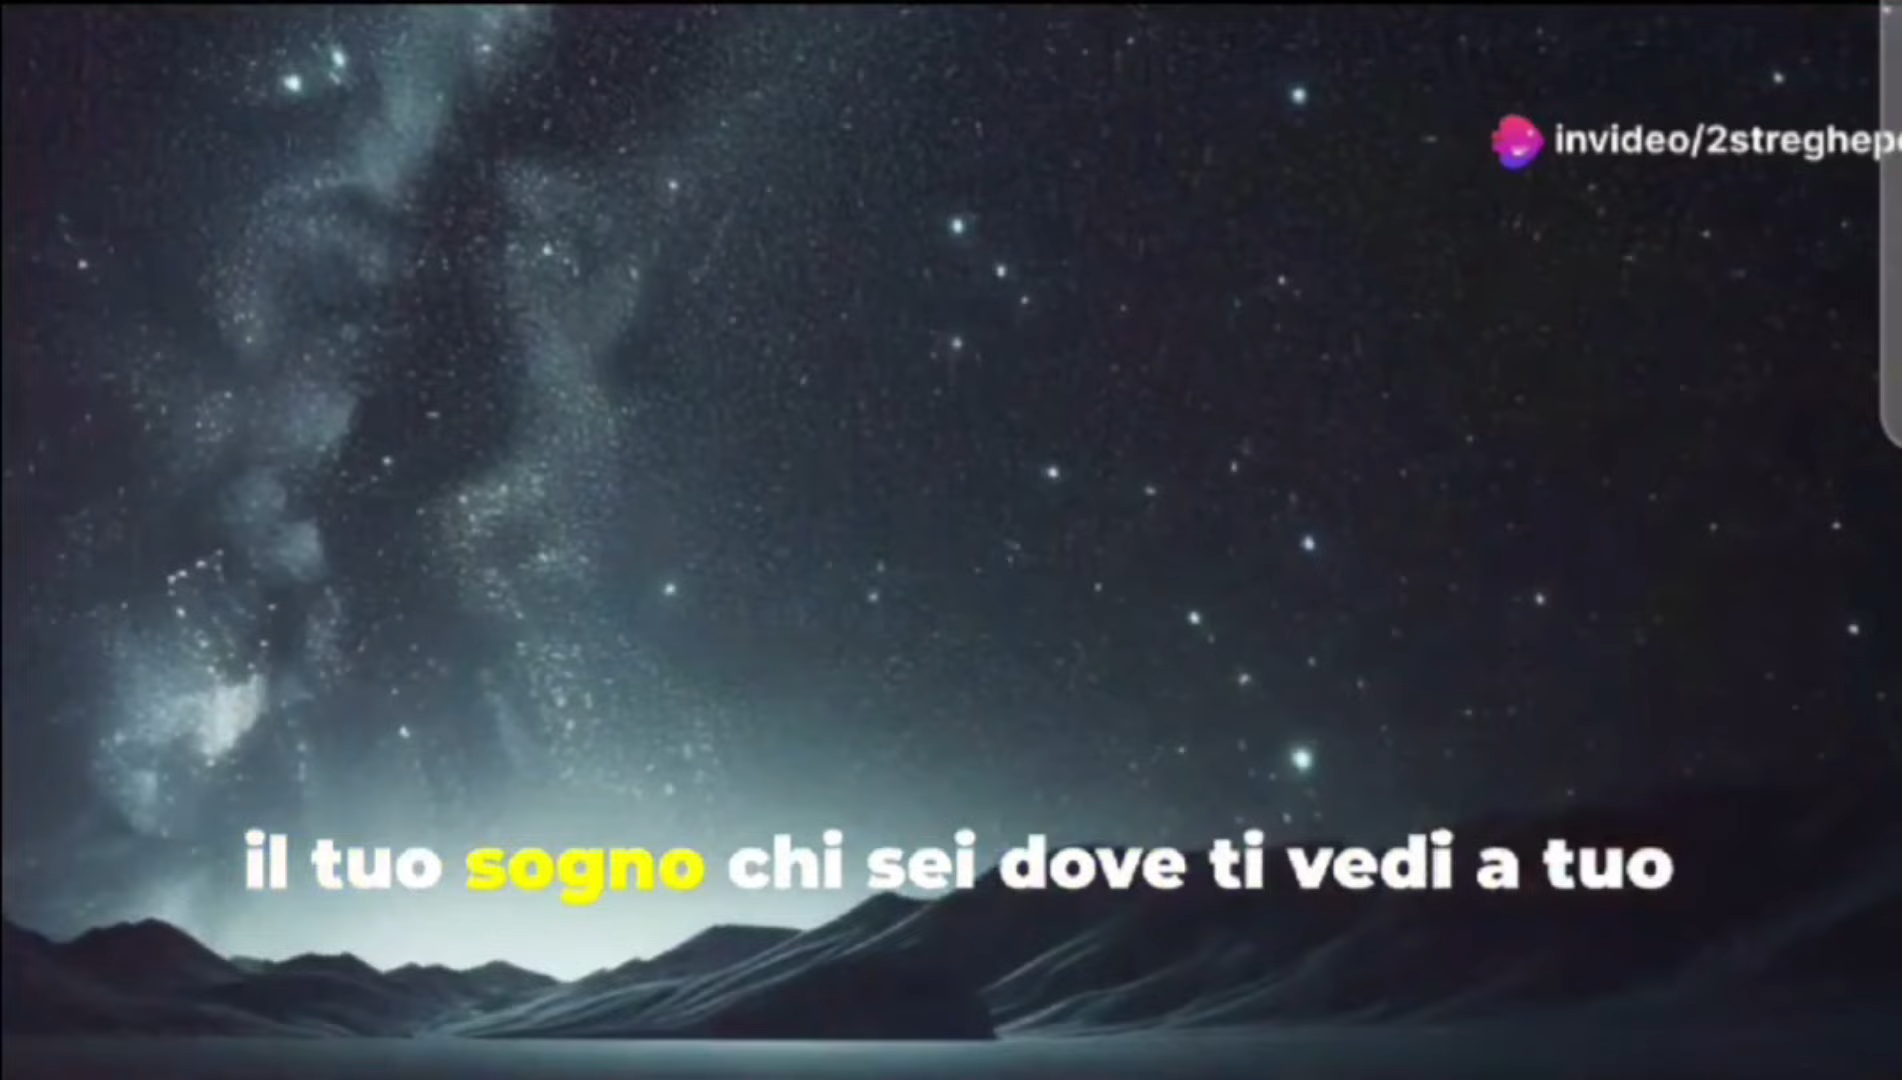 invideo/2streghep
il tuo sogno chi sei dove ti vedi a tuo